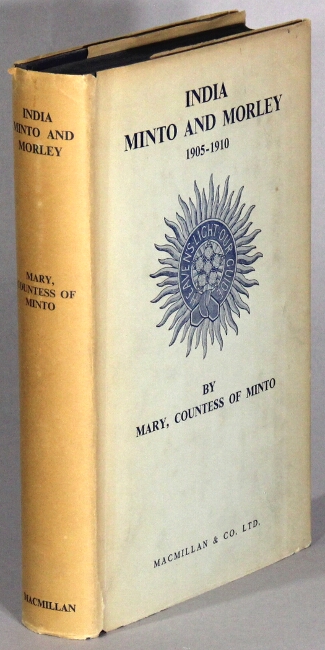 INDIA
MINTO AND MORLEY
1905-1910
HEAVENS LIGHT OUR GUIDE
BY
MARY, COUNTESS OF MINTO
MACMILLAN & CO. LTD.
INDIA
MINTO AND
MORLEY
MARY,
COUNTESS OF
MINTO
MACMILLAN